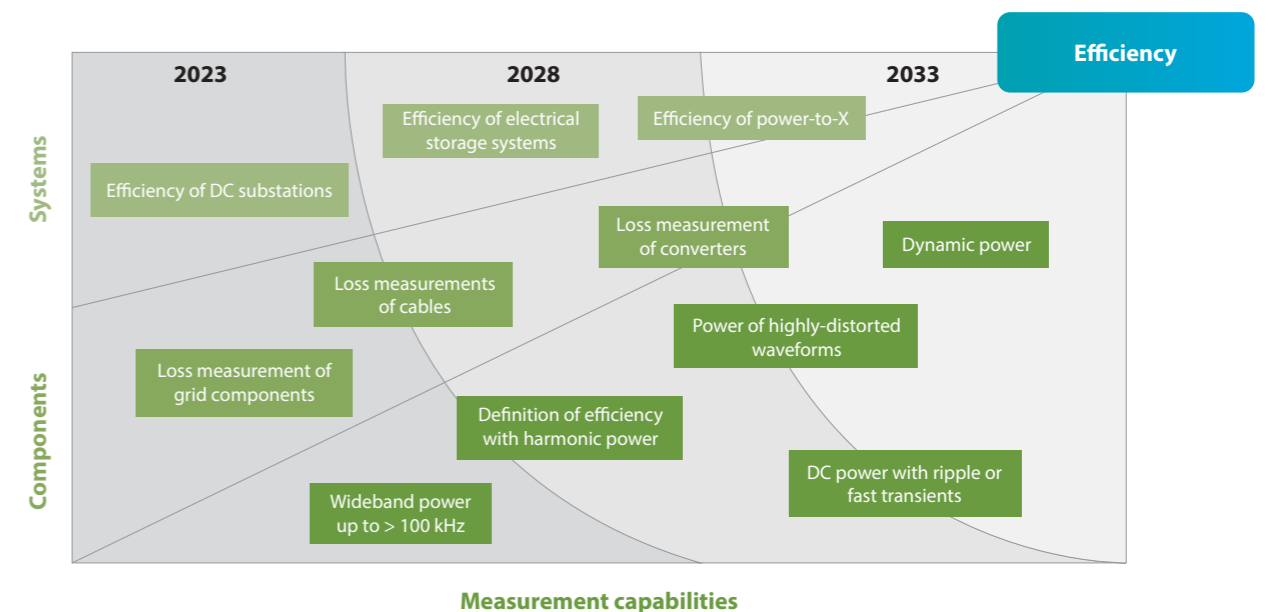 Efficiency
2023
2028
2033
Systems
Efficiency of electrical
storage systems
Efficiency of power-to-X
Efficiency of DC substations
Loss measurement
of converters
Dynamic power
Loss measurements
of cables
Power of highly-distorted
waveforms
Components
Loss measurement of
grid components
Definition of efficiency
with harmonic power
DC power with ripple or
fast transients
Wideband power
up to > 100 kHz
Measurement capabilities